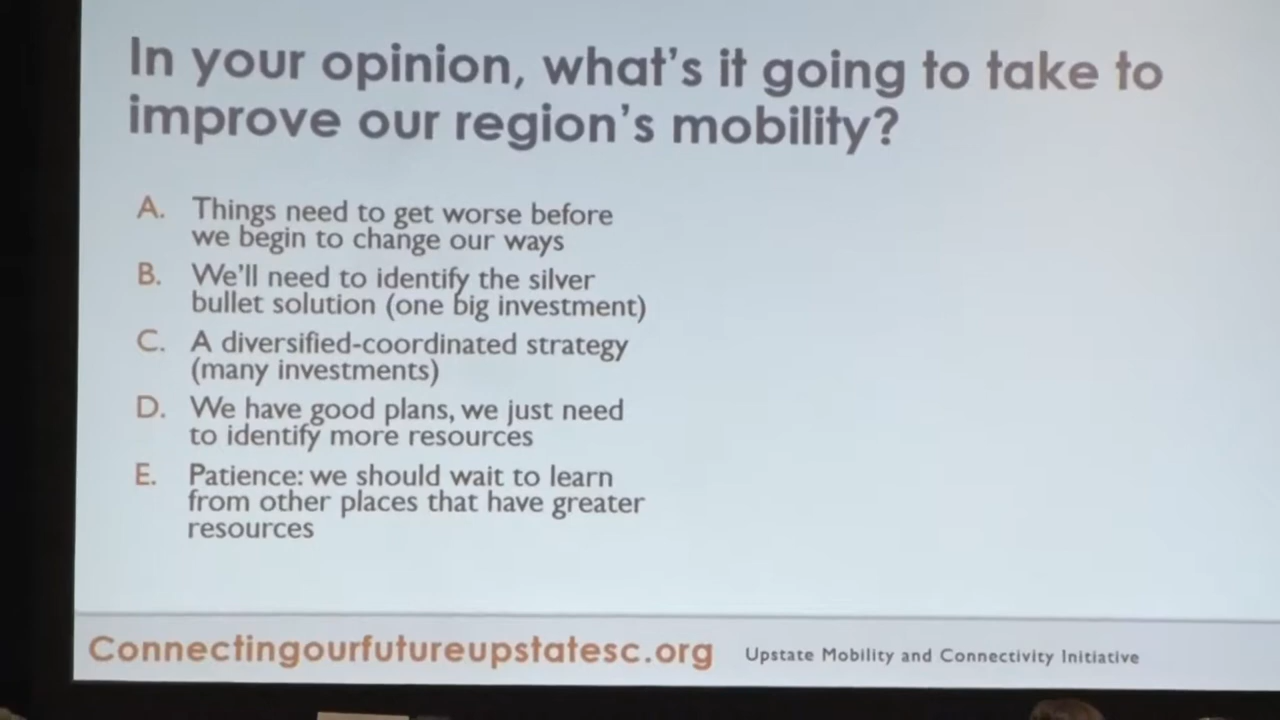 In your opinion, what's it going to take to
improve our region's mobility?
A. Things need to get worse before
we begin to change our ways
B. We'll need to identify the silver
bullet solution (one big investment)
C. A diversified-coordinated strategy
(many investments)
D. We have good plans, we just need
to identify more resources
E. Patience: we should wait to learn
from other places that have greater
resources
Connectingourfutureupstatesc.org Upstate Mobility and Connectivity Initiative